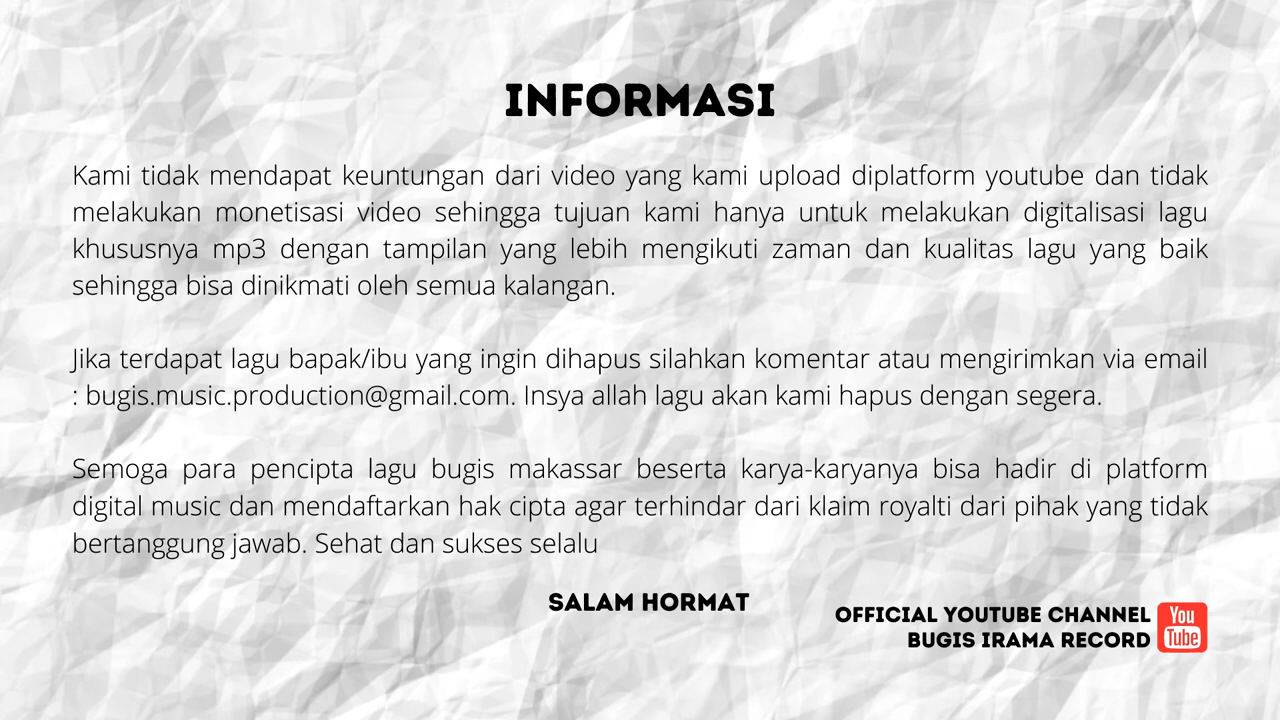 INFORMASI
Kami tidak mendapat keuntungan dari video yang kami upload diplatform youtube dan tidak
melakukan monetisasi video sehingga tujuan kami hanya untuk melakukan digitalisasi lagu
khususnya mp3 dengan tampilan yang lebih mengikuti zaman dan kualitas lagu yang baik
sehingga bisa dinikmati oleh semua kalangan.
Jika terdapat lagu bapak/ibu yang ingin dihapus silahkan komentar atau mengirimkan via email
: bugis.music.production@gmail.com. Insya allah lagu akan kami hapus dengan segera.
Semoga para pencipta lagu bugis makassar beserta karya-karyanya bisa hadir di platform
digital music dan mendaftarkan hak cipta agar terhindar dari klaim royalti dari pihak yang tidak
bertanggung jawab. Sehat dan sukses selalu
SALAM HORMAT
OFFICIAL YOUTUBE CHANNEL
BUGIS IRAMA RECORD
You
Tube